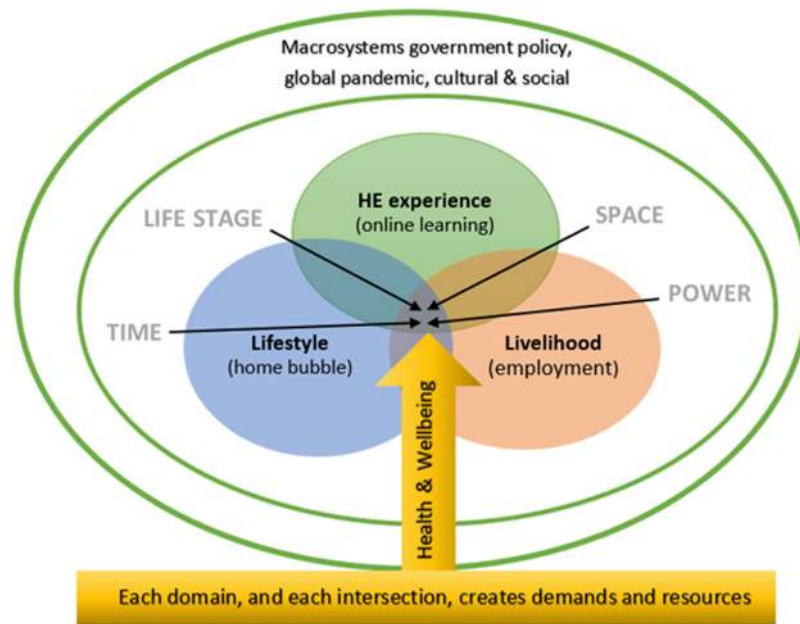 Macrosystems government policy,
global pandemic, cultural & social
HE experience
(online learning)
LIFE STAGE
SPACE
POWER
TIME
Lifestyle
(home bubble)
Livelihood
(employment)
Health & Wellbeing
Each domain, and each intersection, creates demands and resources